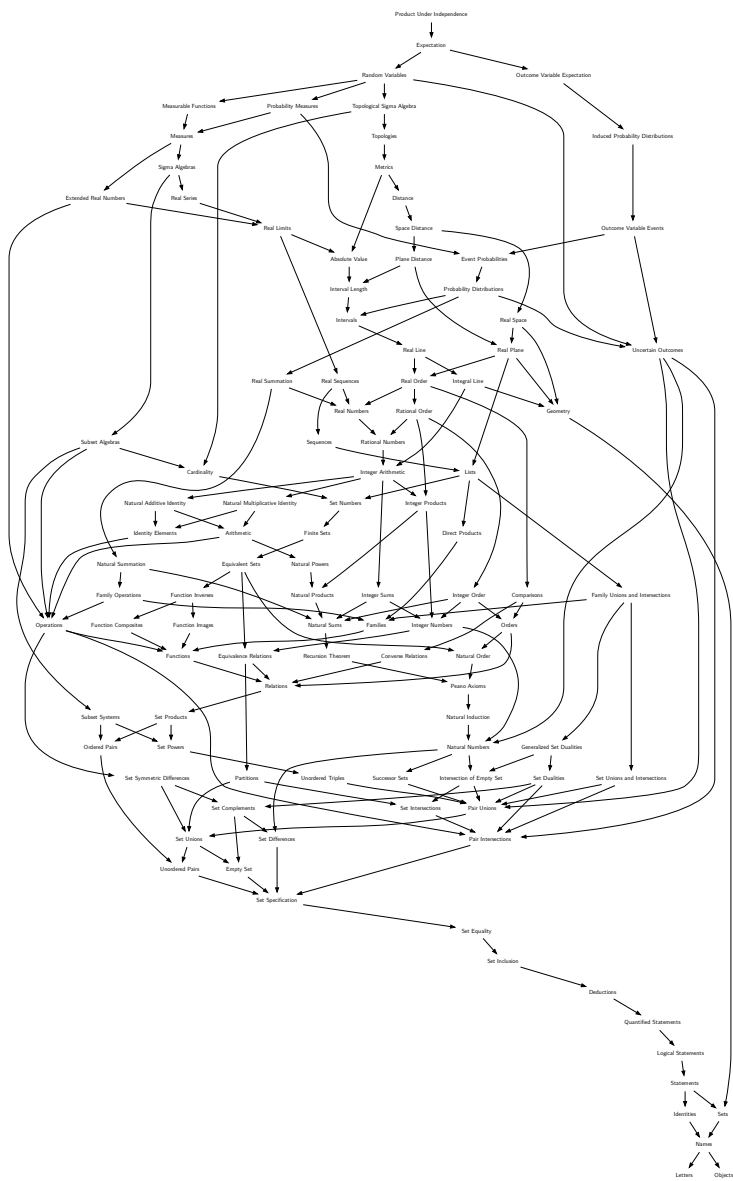 Product Under Independence
Expectation
Random Variables
Outcome Variable Expectation
Measurable Functions
Probability Measures
Topological Sigma Algebra
Measures
Topologies
Induced Probability Distributions
Sigma Algebras
Metrics
Extended Real Numbers
Real Series
Distance
Real Limits
Space Distance
Outcome Variable Events
Absolute Value
Plane Distance
Event Probabilities
Interval Length
Probability Distributions
Intervals
Real Space
Real Line
Real Plane
Uncertain Outcomes
Real Summation
Real Sequences
Real Order
Integral Line
Real Numbers
Rational Order
Geometry
Subset Algebras
Sequences
Rational Numbers
Cardinality
Integer Arithmetic
Lists
Natural Additive Identity
Natural Multiplicative Identity
Set Numbers
Integer Products
Identity Elements
Arithmetic
Finite Sets
Direct Products
Natural Summation
Equivalent Sets
Natural Powers
Family Operations
Function Inverses
Natural Products
Integer Sums
Integer Order
Comparisons
Family Unions and Intersections
Operations
Function Composites
Function Images
Natural Sums
Families
Integer Numbers
Orders
Functions
Equivalence Relations
Recursion Theorem
Converse Relations
Natural Order
Relations
Peano Axioms
Subset Systems
Set Products
Natural Induction
Ordered Pairs
Set Powers
Natural Numbers
Generalized Set Dualities
Set Symmetric Differences
Partitions
Unordered Triples
Successor Sets
Intersection of Empty Set
Set Dualities
Set Unions and Intersections
Set Complements
Set Intersections
Pair Unions
Set Unions
Set Differences
Pair Intersections
Unordered Pairs
Empty Set
Set Specification
Set Equality
Set Inclusion
Deductions
Quantified Statements
Logical Statements
Statements
Identities
Sets
Names
Letters
Objects